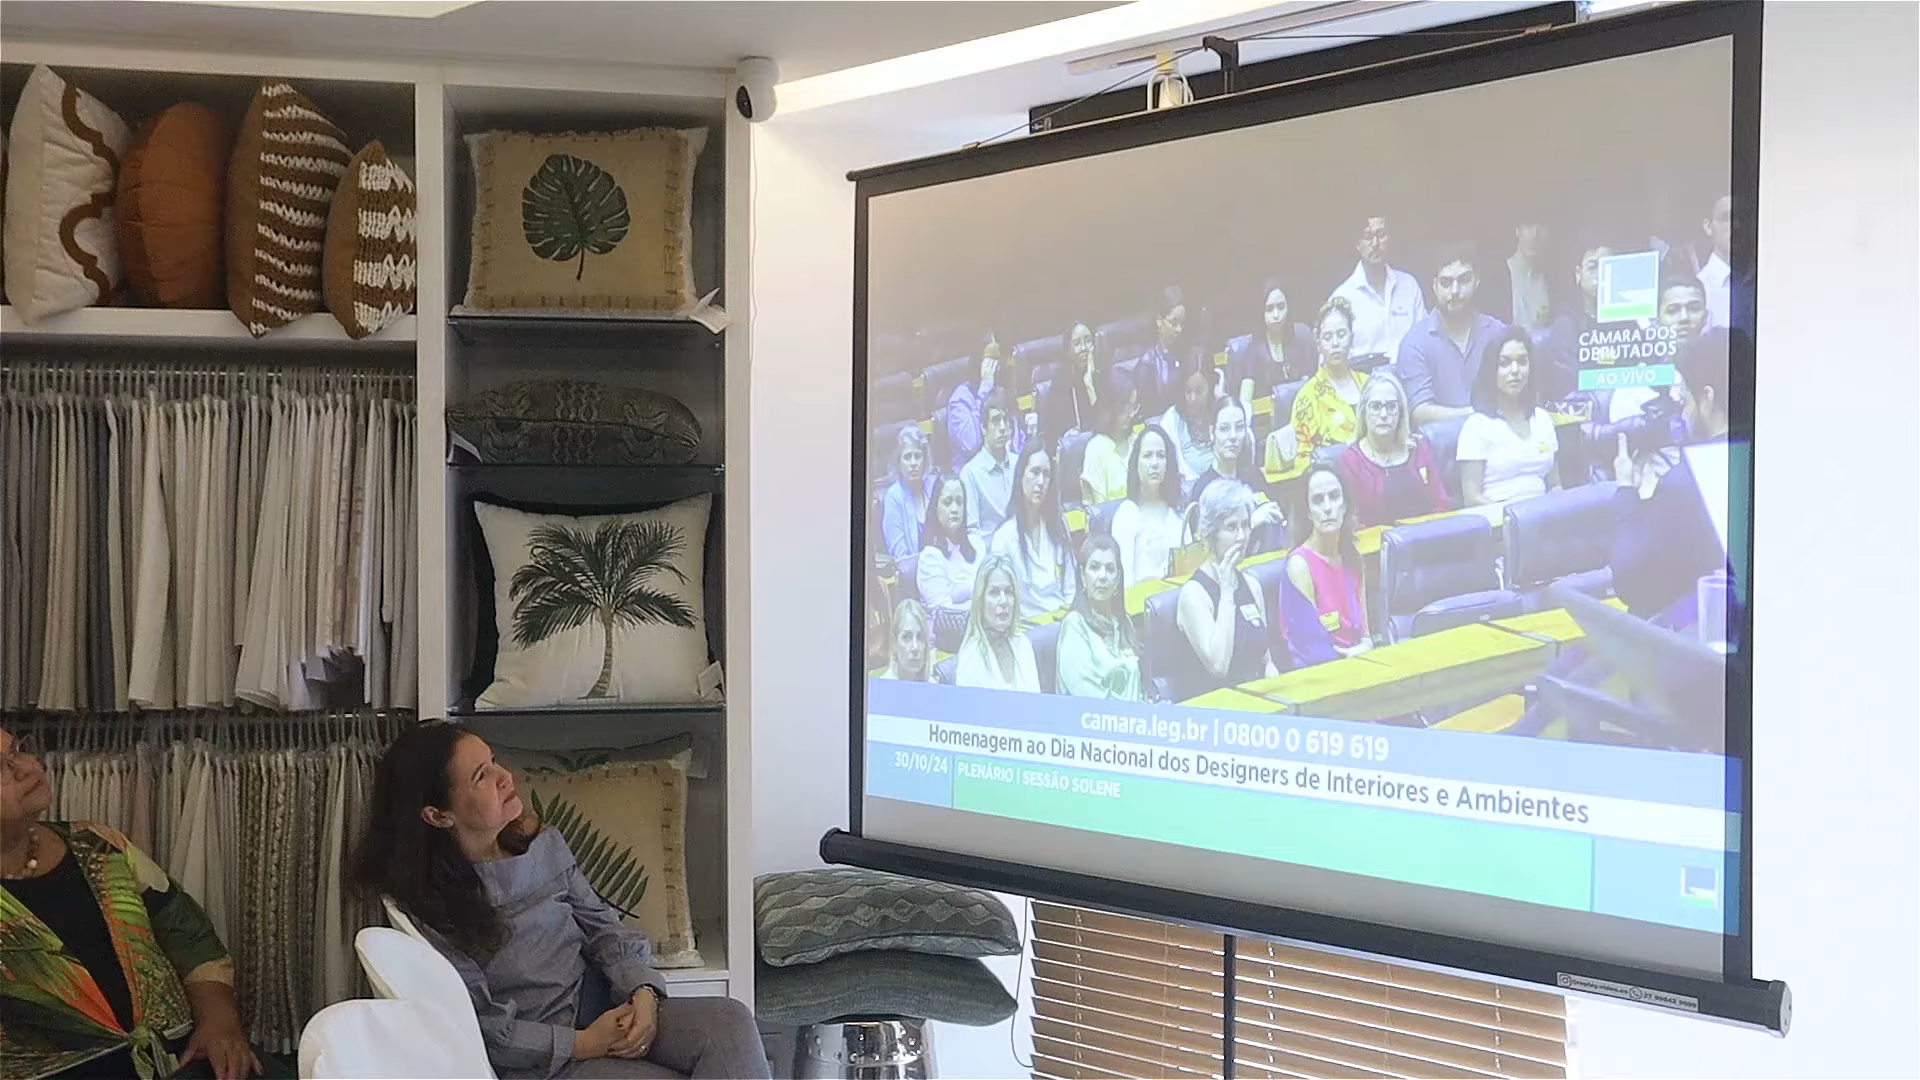 CÂMARA DOS
DEPUTADOS
AO VIVO
camara.leg.br | 0800 0 619 619
Homenagem ao Dia Nacional dos Designers de Interiores e Ambientes
30/10/24
PLENÁRIO | SESSÃO SOLENE